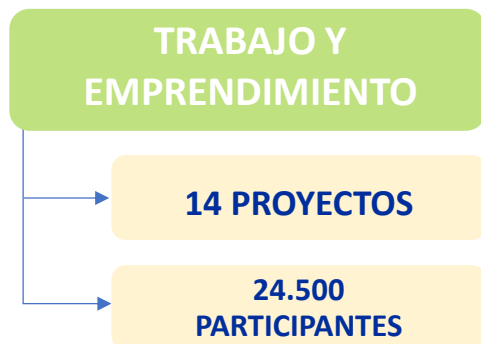 TRABAJO Y
EMPRENDIMIENTO
14 PROYECTOS
24.500
PARTICIPANTES